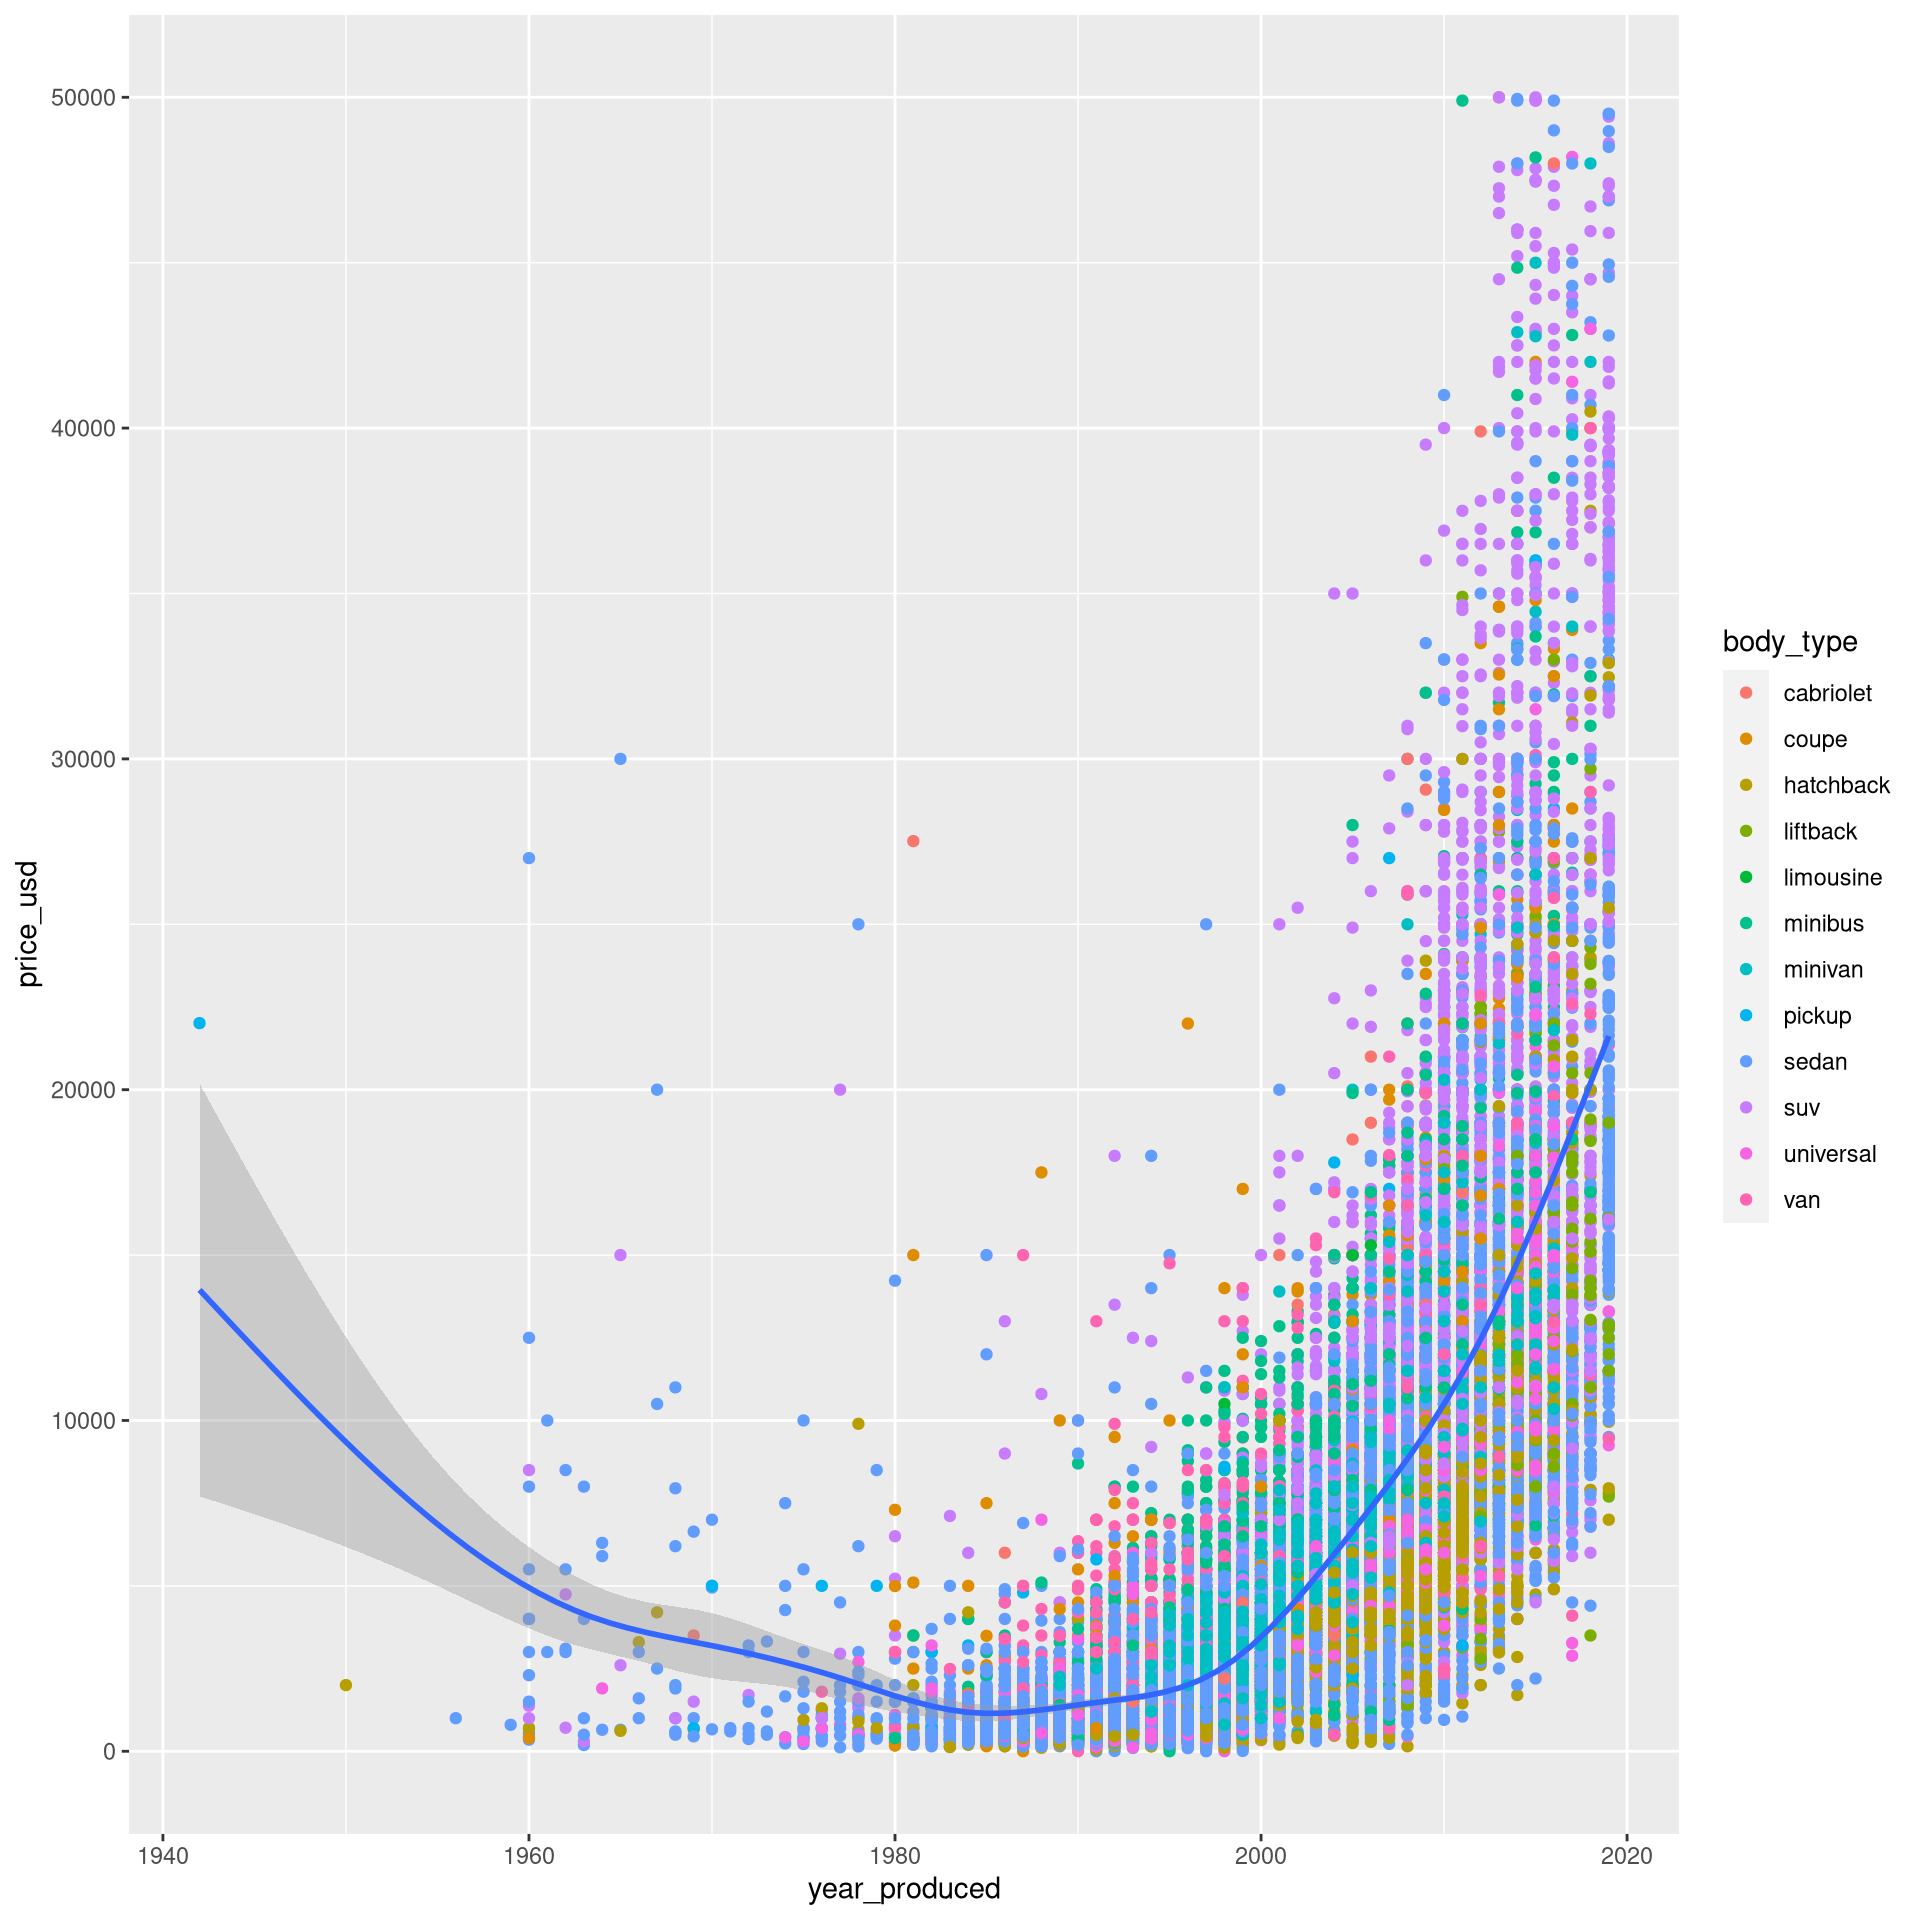 50000
40000
30000
20000
10000
0
price_usd
1940
1960
1980
2000
2020
year_produced
body_type
cabriolet
coupe
hatchback
liftback
limousine
minibus
minivan
pickup
sedan
suv
universal
van